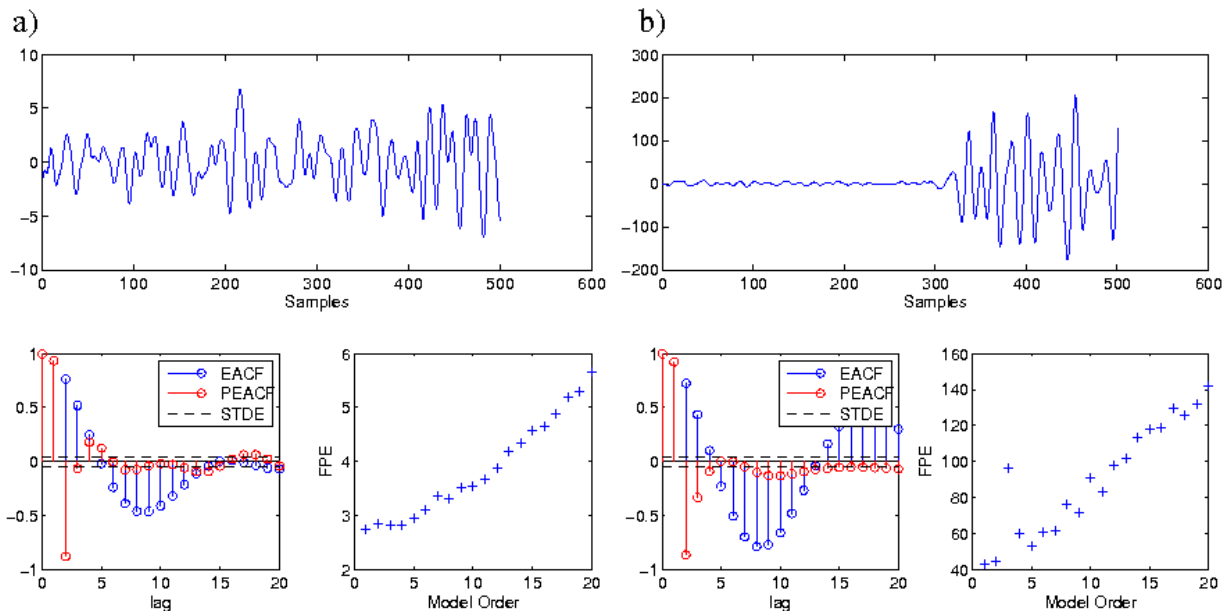 a)
10
5
0
−5
−10
0 100 200 300 400 500 600
Samples
b)
300
200
100
0
−100
−200
0 100 200 300 400 500 600
Samples
1
0.5
0
−0.5
−1
0 5 10 15 20
lag
EACF
PEACF
STDE
6
5
4
3
2
FPE
0 5 10 15 20
Model Order
1
0.5
0
−0.5
−1
0 5 10 15 20
lag
EACF
PEACF
STDE
160
140
120
100
80
60
40
FPE
0 5 10 15 20
Model Order